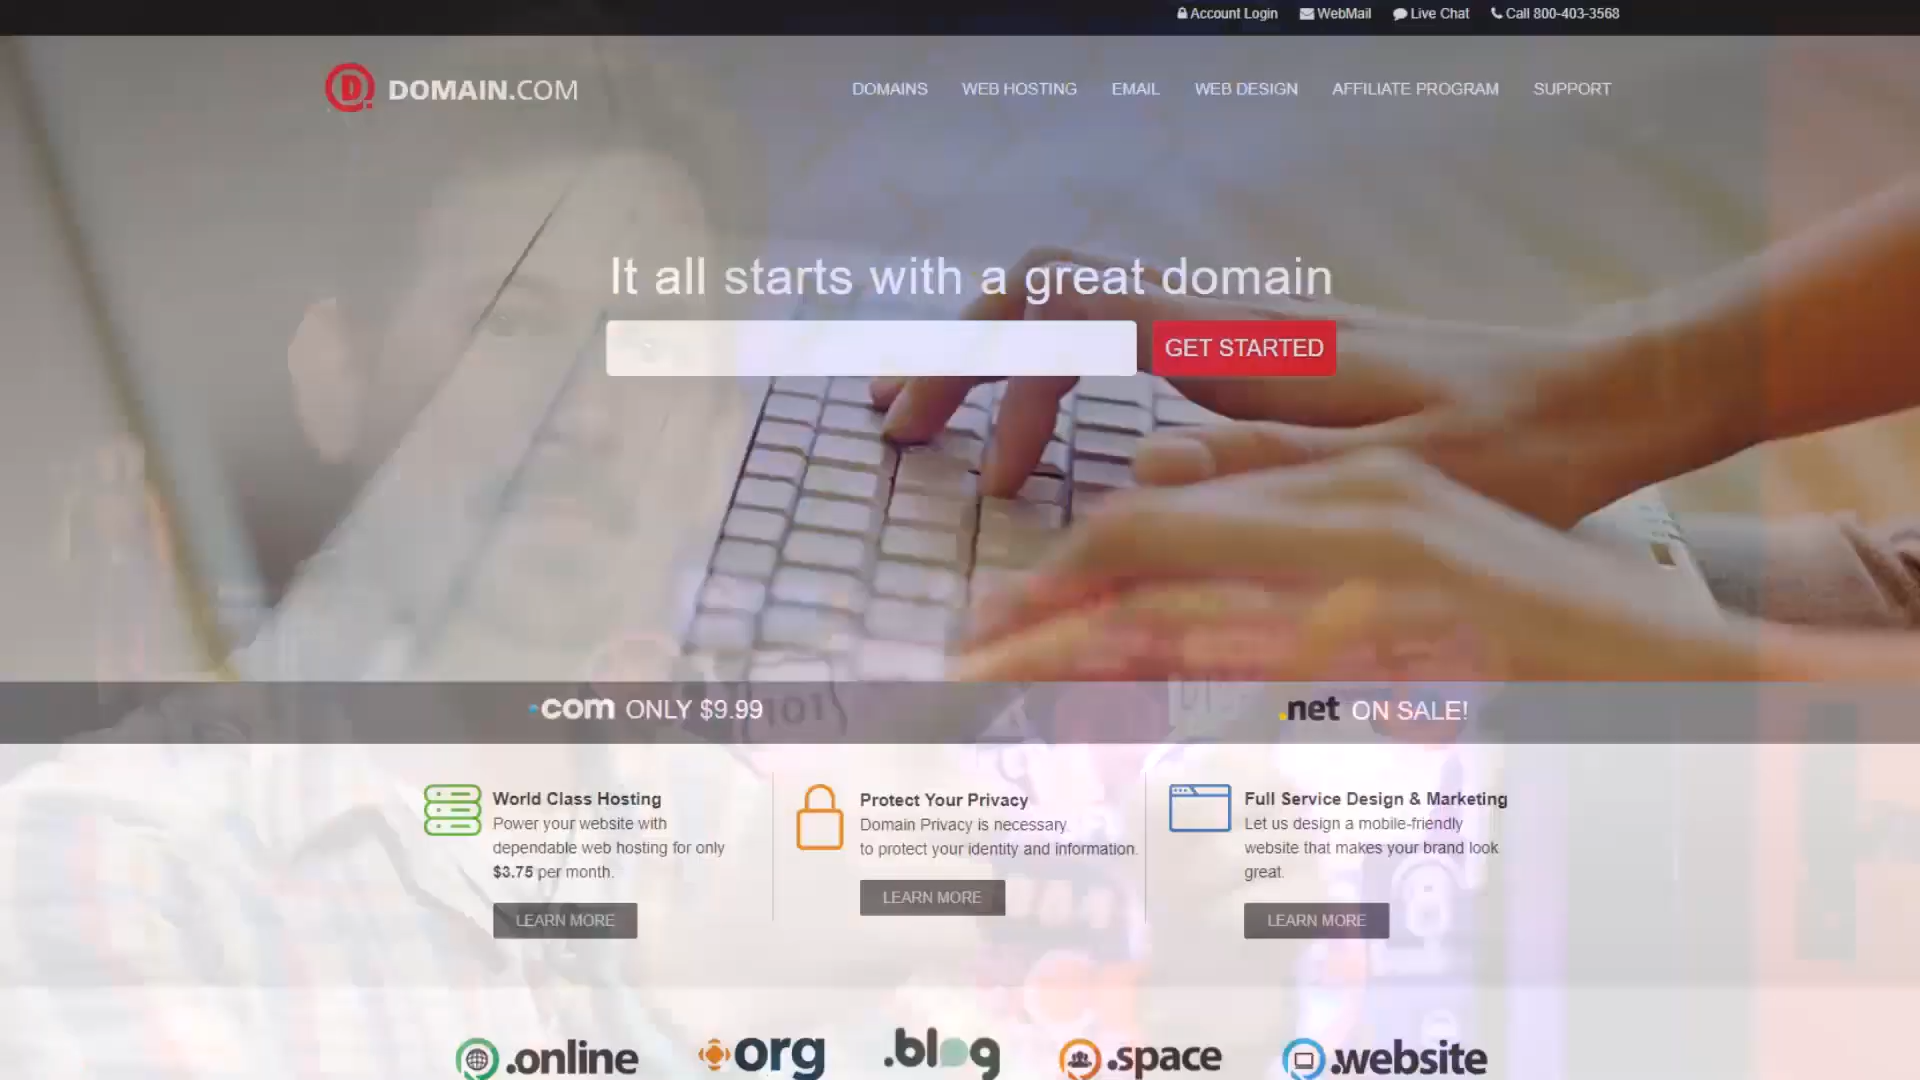 Account Login WebMail Live Chat Call 800-403-3568
DOMAIN.COM
DOMAINS WEB HOSTING EMAIL WEB DESIGN AFFILIATE PROGRAM SUPPORT
It all starts with a great domain
GET STARTED
.com ONLY $9.99
.net ON SALE!
World Class Hosting
Power your website with
dependable web hosting for only
$3.75 per month.
LEARN MORE
Protect Your Privacy
Domain Privacy is necessary
to protect your identity and information.
LEARN MORE
Full Service Design & Marketing
Let us design a mobile-friendly
website that makes your brand look
great.
LEARN MORE
.online org .blog .space .website